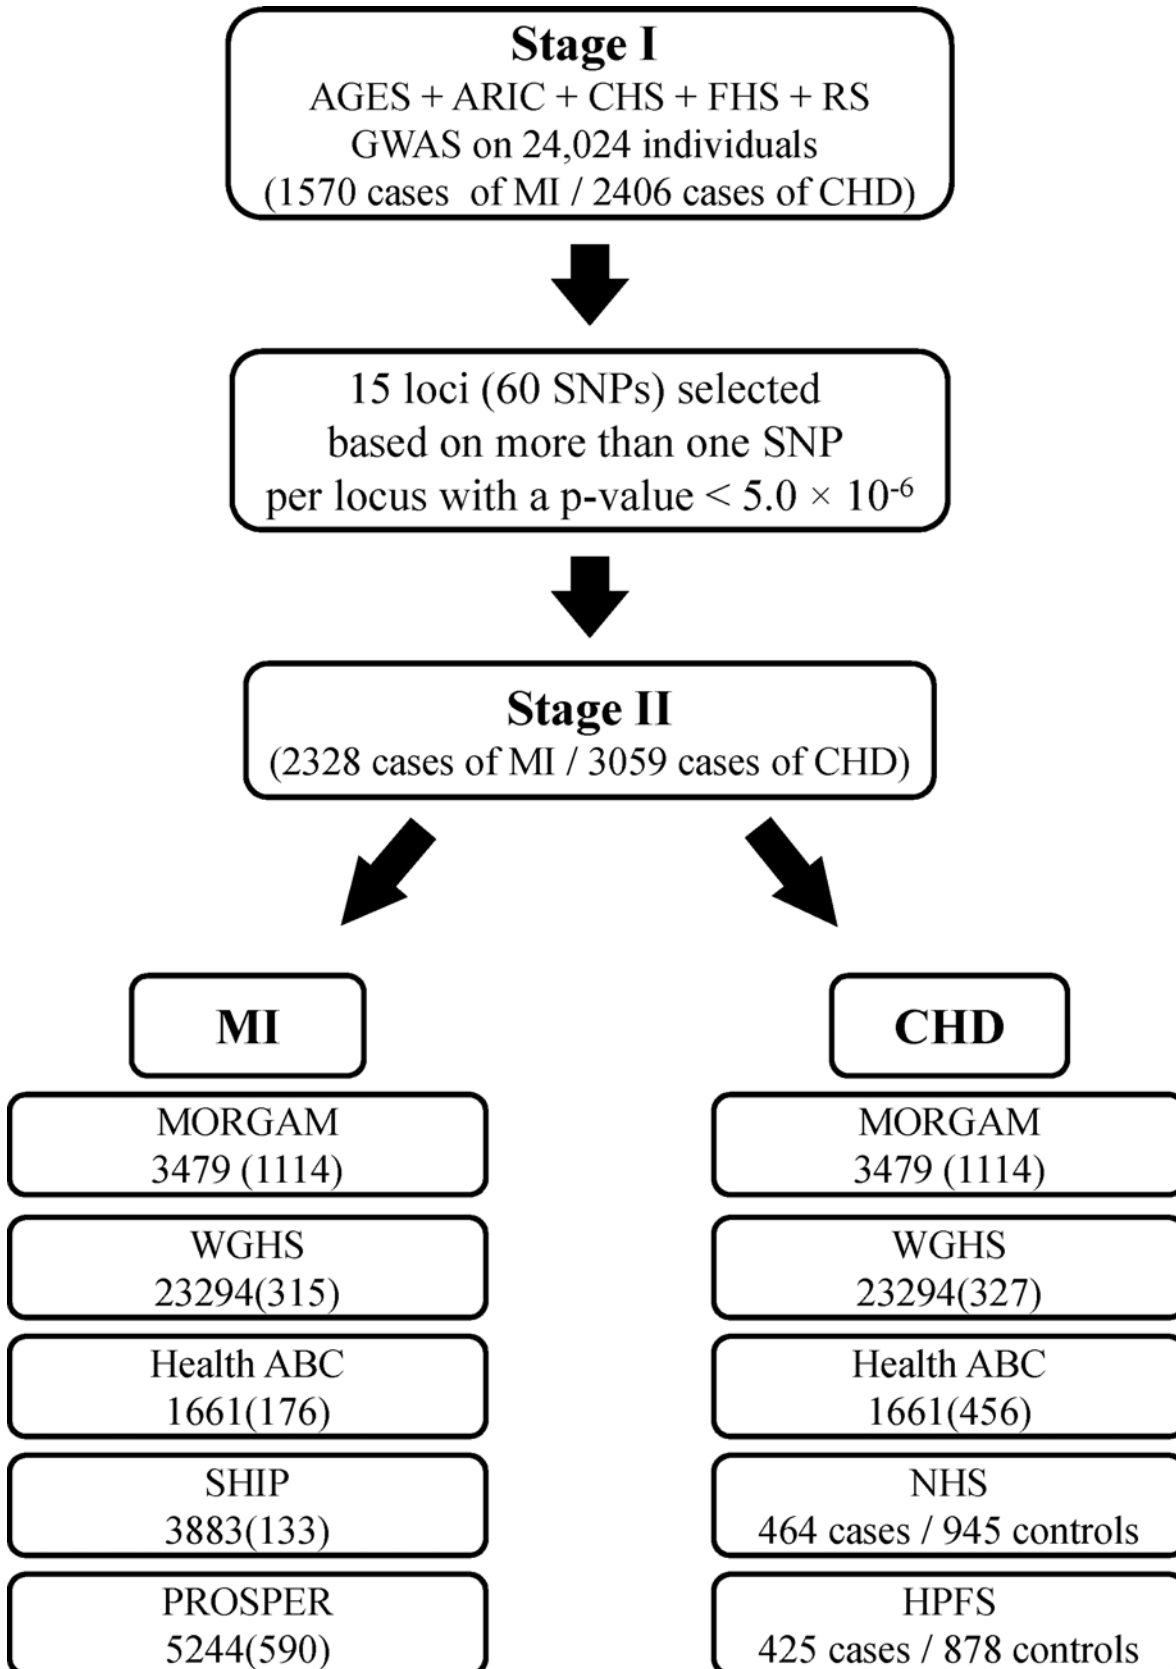 Stage I
AGES + ARIC + CHS + FHS + RS
GWAS on 24,024 individuals
(1570 cases  of MI / 2406 cases of CHD)
15 loci (60 SNPs) selected
based on more than one SNP
per locus with a p-value < 5.0 × 10⁻⁶
Stage II
(2328 cases of MI / 3059 cases of CHD)
MI
MORGAM
3479 (1114)
WGHS
23294(315)
Health ABC
1661(176)
SHIP
3883(133)
PROSPER
5244(590)
CHD
MORGAM
3479 (1114)
WGHS
23294(327)
Health ABC
1661(456)
NHS
464 cases / 945 controls
HPFS
425 cases / 878 controls